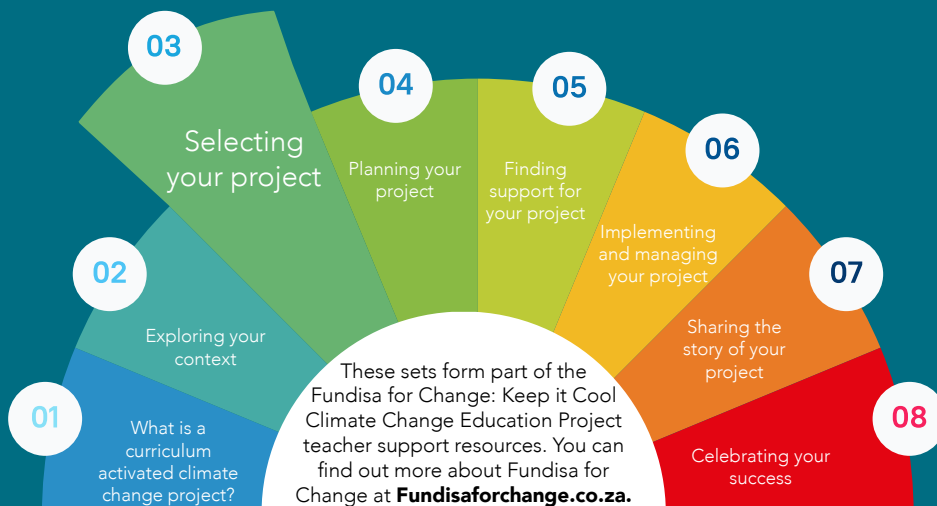 01
What is a
curriculum
activated climate
change project?
02
Exploring your
context
03
Selecting
your project
04
Planning your
project
05
Finding
support for
your project
06
Implementing
and managing
your project
07
Sharing the
story of your
project
08
Celebrating your
success
These sets form part of the
Fundisa for Change: Keep it Cool
Climate Change Education Project
teacher support resources. You can
find out more about Fundisa for
Change at Fundisaforchange.co.za.